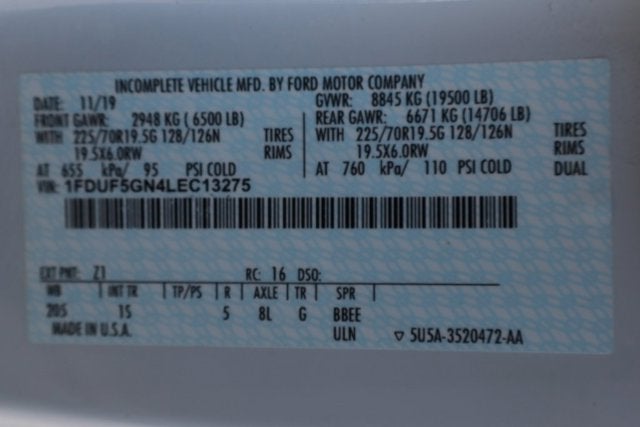 INCOMPLETE VEHICLE MFD. BY FORD MOTOR COMPANY
DATE: 11/19 GVWR: 8845 KG (19500 LB)
FRONT GAWR: 2948 KG (6500 LB) REAR GAWR: 6671 KG (14706 LB)
WITH 225/70R19.5G 128/126N TIRES WITH 225/70R19.5G 128/126N TIRES
19.5X6.0RW RIMS 19.5X6.0RW RIMS
AT 655 kPa/ 95 PSI COLD AT 760 kPa/ 110 PSI COLD DUAL
VIN: 1FDUF5GN4LEC13275
EXT PNT: Z1 RC: 16 DSO:
WB | INT TR | TP/PS | R | AXLE | TR | SPR |
205 15 5 8L G BBEE
MADE IN U.S.A. ULN ▽ 5U5A-3520472-AA